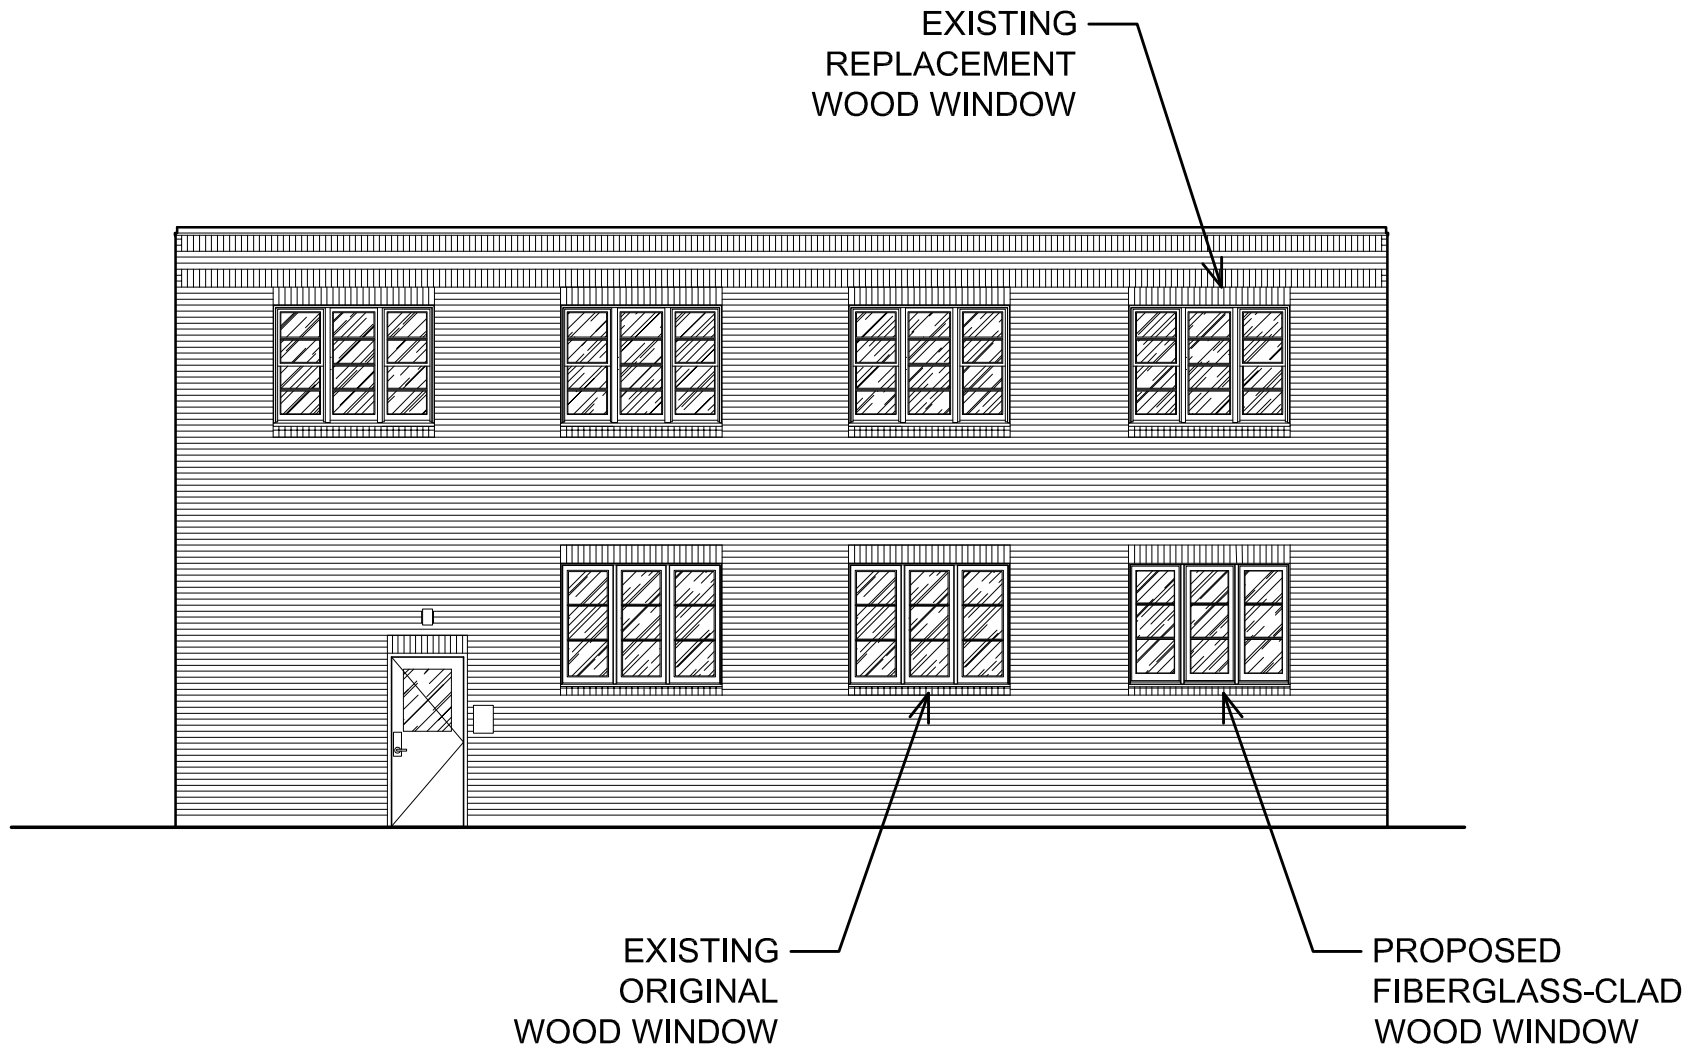 EXISTING
REPLACEMENT
WOOD WINDOW
EXISTING
ORIGINAL
WOOD WINDOW
PROPOSED
FIBERGLASS-CLAD
WOOD WINDOW